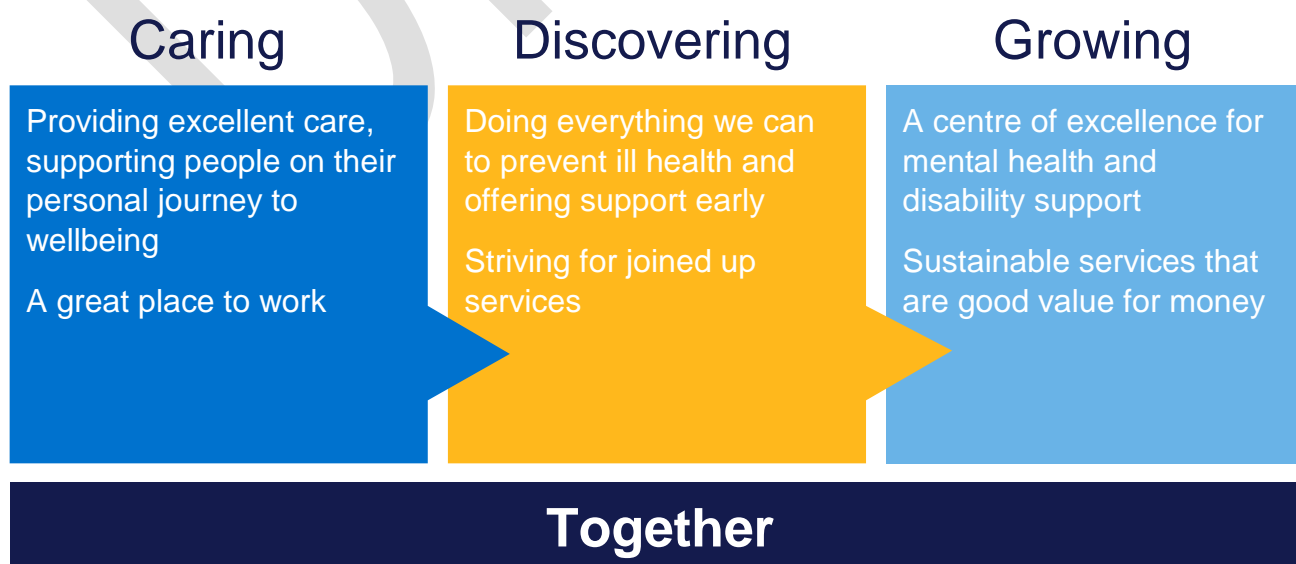 Caring
Providing excellent care,
supporting people on their
personal journey to
wellbeing
A great place to work
Discovering
Doing everything we can
to prevent ill health and
offering support early
Striving for joined up
services
Growing
A centre of excellence for
mental health and
disability support
Sustainable services that
are good value for money
Together